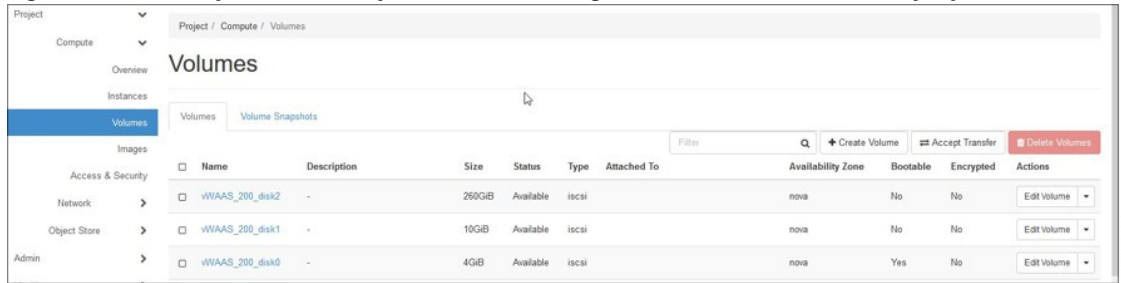 Project
Compute
Overview
Instances
Volumes
Images
Access & Security
Network
Object Store
Admin
Project / Compute / Volumes
Volumes
Volumes Volume Snapshots
Filter + Create Volume Accept Transfer Delete Volumes
Name Description Size Status Type Attached To Availability Zone Bootable Encrypted Actions
vWAAS_200_disk2 - 260GiB Available iscsi nova No No Edit Volume
vWAAS_200_disk1 - 10GiB Available iscsi nova No No Edit Volume
vWAAS_200_disk0 - 4GiB Available iscsi nova Yes No Edit Volume